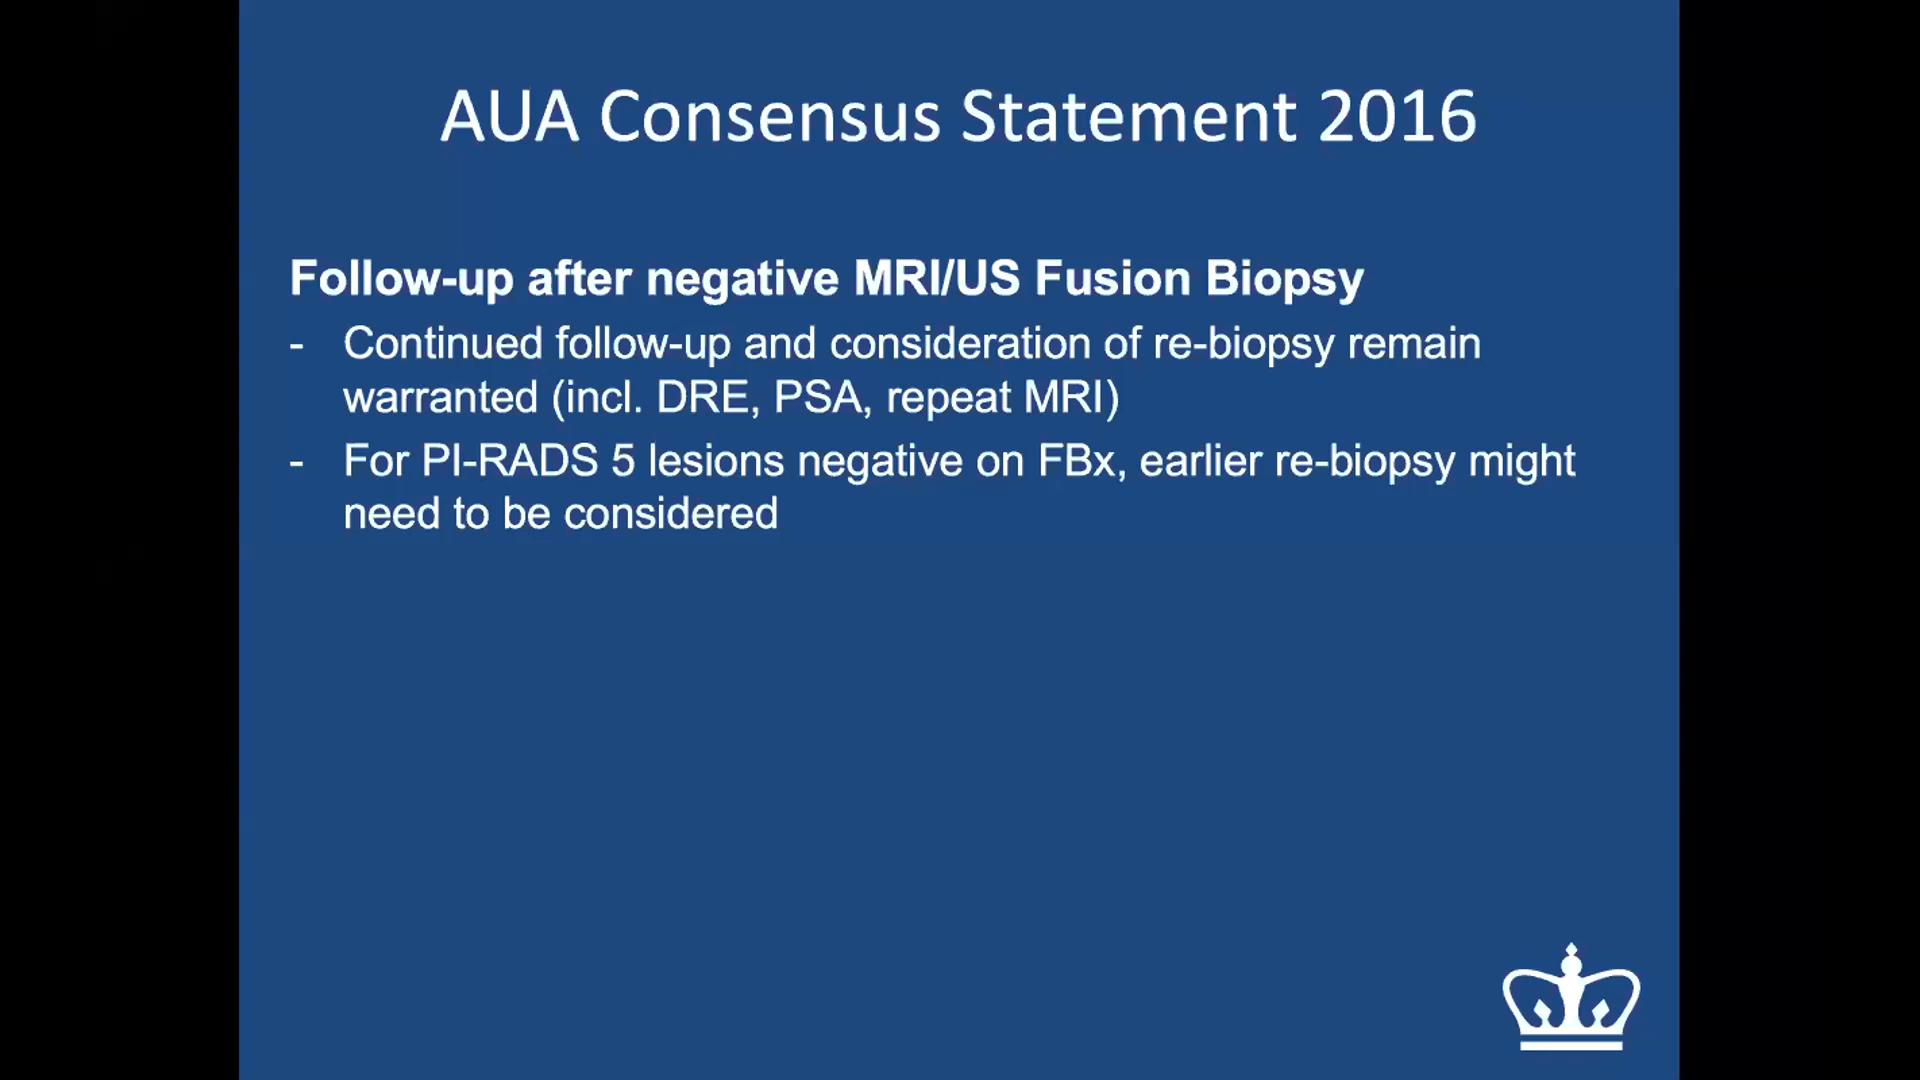 AUA Consensus Statement 2016
Follow-up after negative MRI/US Fusion Biopsy
- Continued follow-up and consideration of re-biopsy remain
warranted (incl. DRE, PSA, repeat MRI)
- For PI-RADS 5 lesions negative on FBx, earlier re-biopsy might
need to be considered